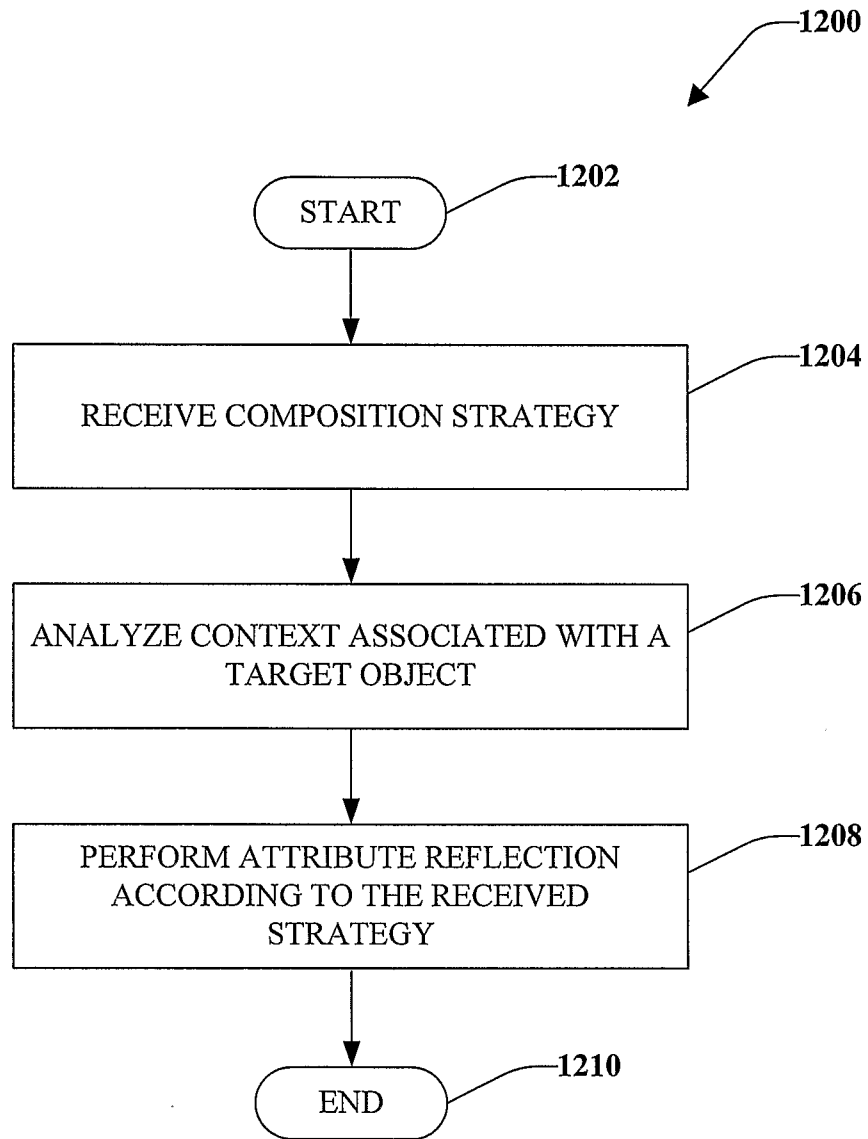 1200
START
1202
1204
RECEIVE COMPOSITION STRATEGY
1206
ANALYZE CONTEXT ASSOCIATED WITH A
TARGET OBJECT
1208
PERFORM ATTRIBUTE REFLECTION
ACCORDING TO THE RECEIVED
STRATEGY
1210
END